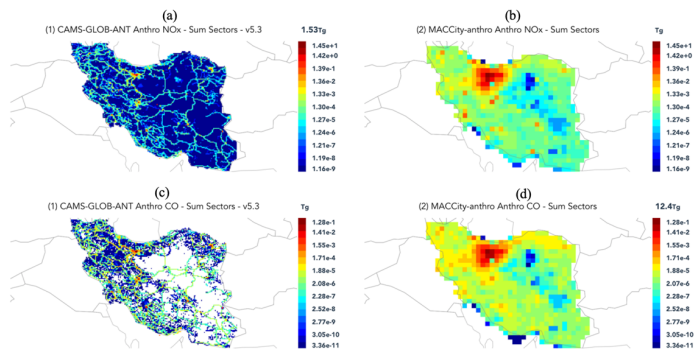 (a)
(1) CAMS-GLOB-ANT Anthro NOx - Sum Sectors - v5.3 1.53Tg
1.45e+1
1.42e+0
1.39e-1
1.36e-2
1.33e-3
1.30e-4
1.27e-5
1.24e-6
1.22e-7
1.19e-8
1.16e-9
(b)
(2) MACCity-anthro Anthro NOx - Sum Sectors Tg
1.45e+1
1.42e+0
1.39e-1
1.36e-2
1.33e-3
1.30e-4
1.27e-5
1.24e-6
1.22e-7
1.19e-8
1.16e-9
(c)
(1) CAMS-GLOB-ANT Anthro CO - Sum Sectors - v5.3 Tg
1.28e-1
1.41e-2
1.55e-3
1.71e-4
1.88e-5
2.07e-6
2.28e-7
2.52e-8
2.77e-9
3.05e-10
3.36e-11
(d)
(2) MACCity-anthro Anthro CO - Sum Sectors 12.4Tg
1.28e-1
1.41e-2
1.55e-3
1.71e-4
1.88e-5
2.07e-6
2.28e-7
2.52e-8
2.77e-9
3.05e-10
3.36e-11